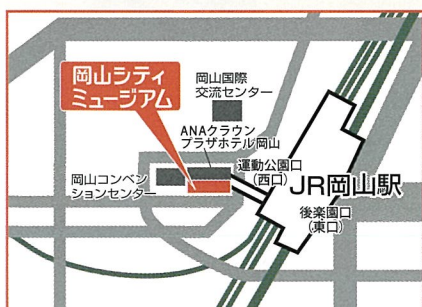 岡山シティ
ミュージアム
岡山国際
交流センター
ANAクラウン
プラザホテル岡山
運動公園口
(西口)
岡山コンベン
ションセンター
JR岡山駅
後楽園口
(東口)